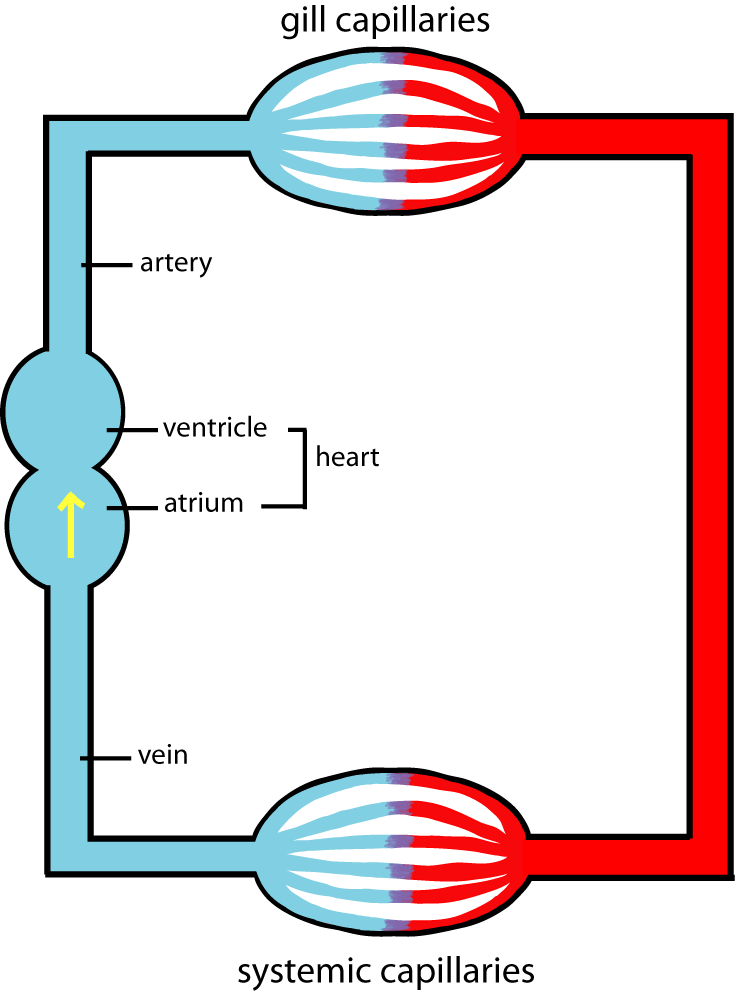 gill capillaries
artery
ventricle
heart
atrium
vein
systemic capillaries